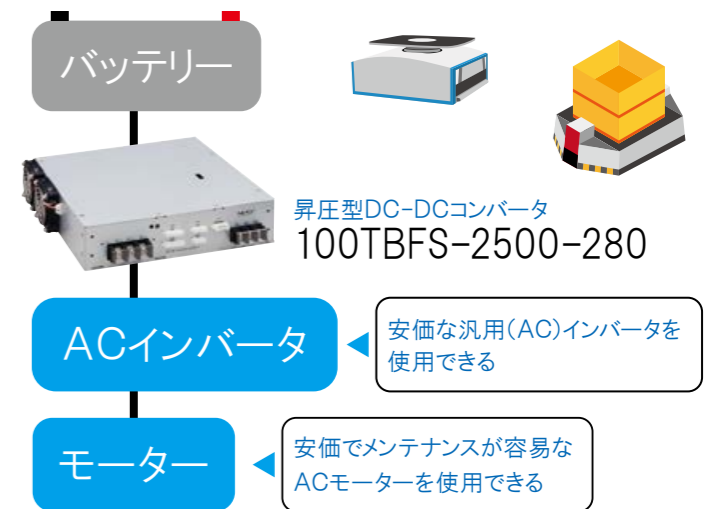 バッテリー
昇圧型DC-DCコンバータ
100TBFS-2500-280
ACインバータ
安価な汎用(AC)インバータを
使用できる
モーター
安価でメンテナンスが容易な
ACモーターを使用できる